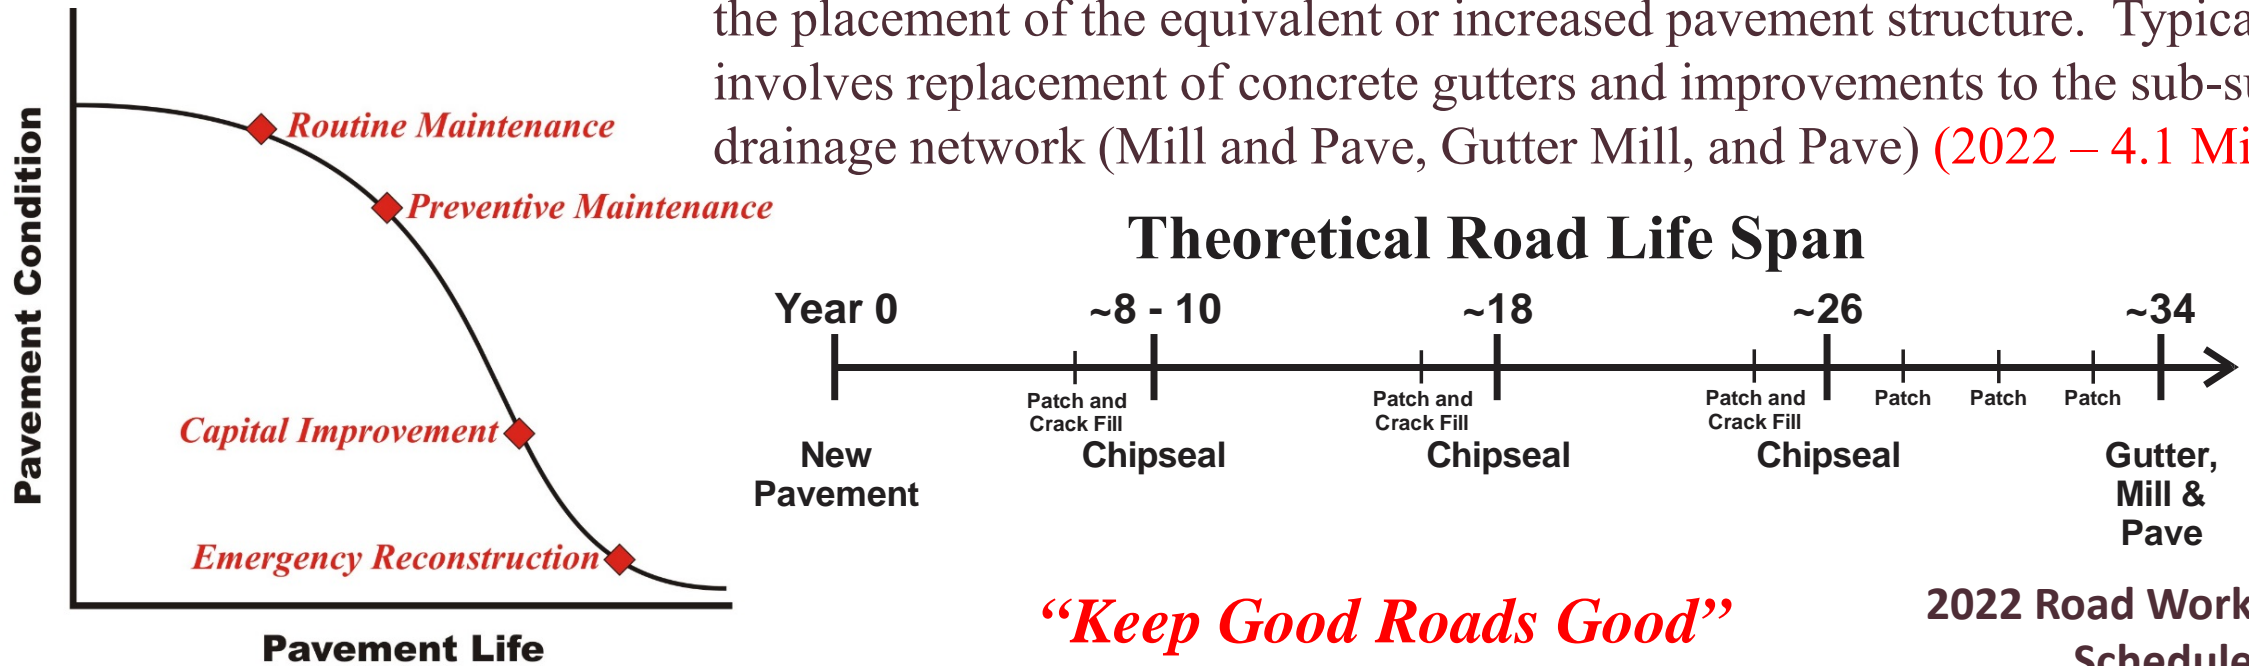 the placement of the equivalent or increased pavement structure. 
involves replacement of concrete gutters and improvements to the
drainage network (Mill and Pave, Gutter Mill, and Pave) (2022 – 4.1
Pavement Condition
Routine Maintenance
Preventive Maintenance
Capital Improvement
Emergency Reconstruction
Pavement Life
Theoretical Road Life Span
Year 0 ~8 - 10 ~18 ~26 ~34
Patch and Crack Fill
Patch and Crack Fill
Patch and Crack Fill
Patch Patch Patch
New Pavement
Chipseal Chipseal Chipseal
Gutter,
Mill &
Pave
“Keep Good Roads Good”
2022 Road Work
Schedule